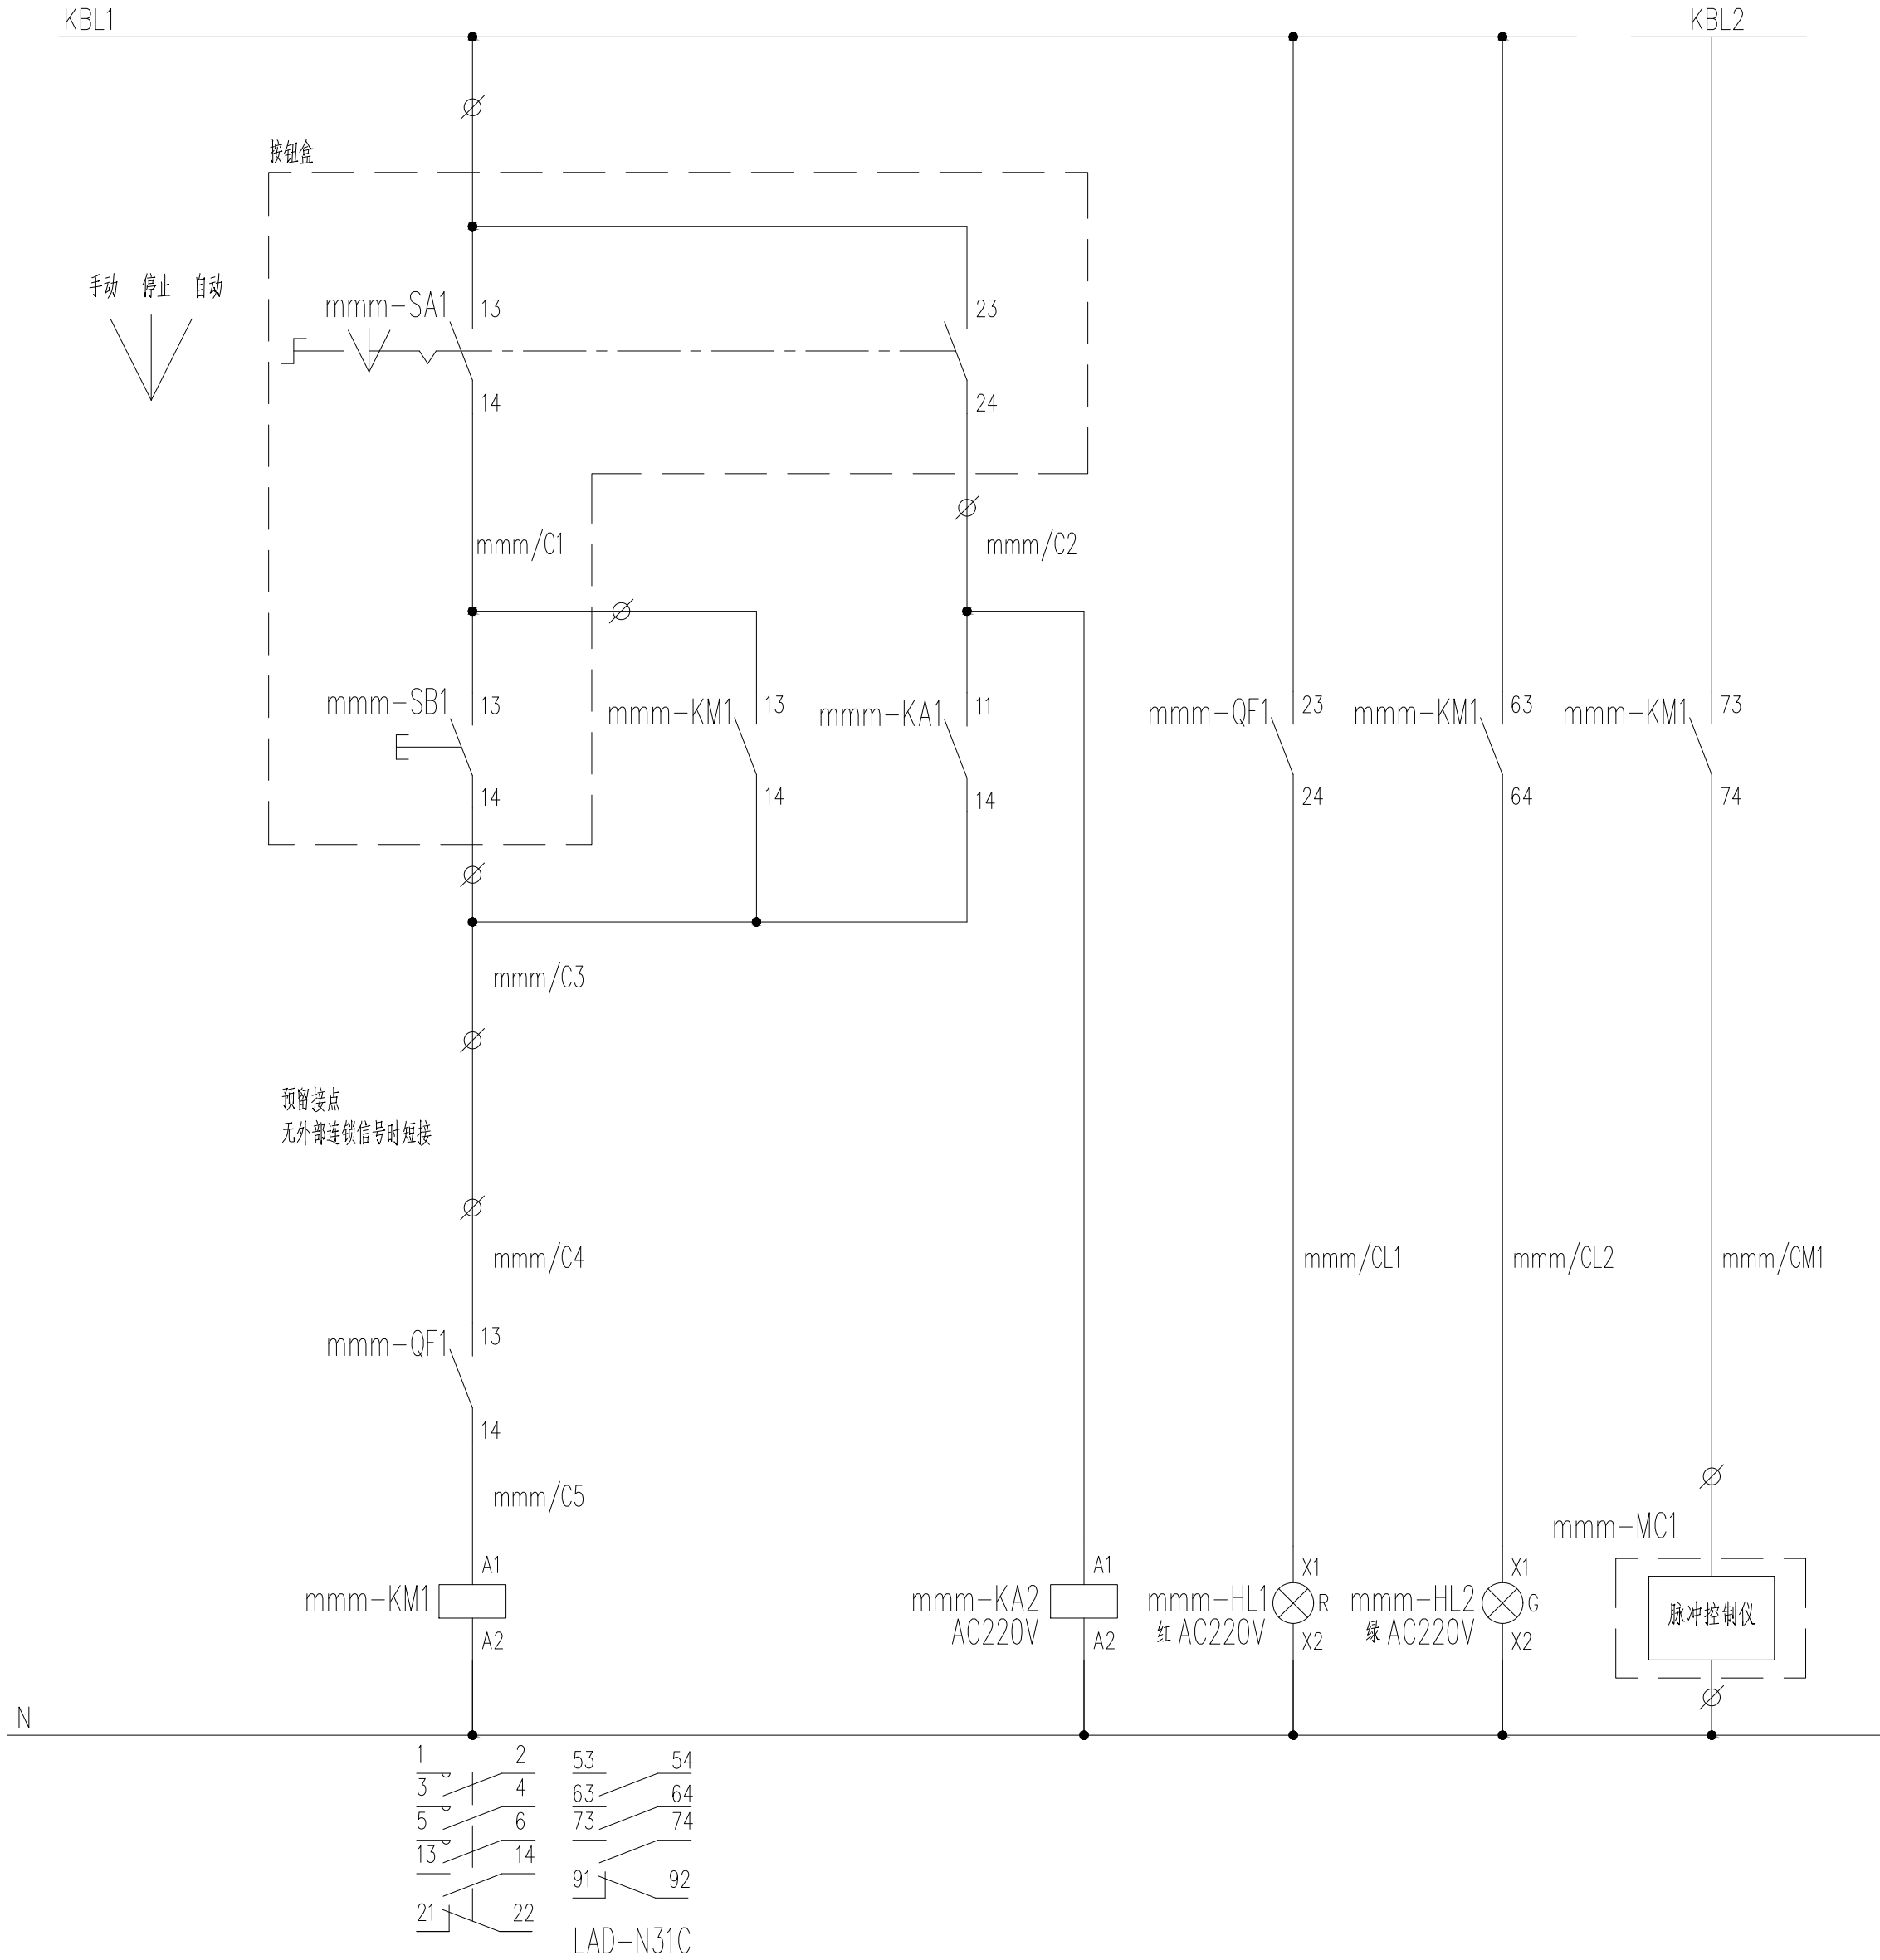 KBL1
KBL2
按钮盒
手动 停止 自动
mmm-SA1
13
23
14
24
mmm/C1
mmm/C2
mmm-SB1
13
mmm-KM1
13
mmm-KA1
11
mmm-QF1
23
mmm-KM1
63
mmm-KM1
73
14
14
14
24
64
74
mmm/C3
预留接点
无外部连锁信号时短接
mmm/C4
mmm/CL1
mmm/CL2
mmm/CM1
mmm-QF1
13
14
mmm/C5
mmm-MC1
A1
A1
X1
X1
mmm-KM1
mmm-KA2
AC220V
mmm-HL1
R
红 AC220V
mmm-HL2
G
绿 AC220V
脉冲控制仪
A2
A2
X2
X2
N
1 2
53 54
3 4
63 64
5 6
73 74
13 14
91 92
21 22
LAD-N31C